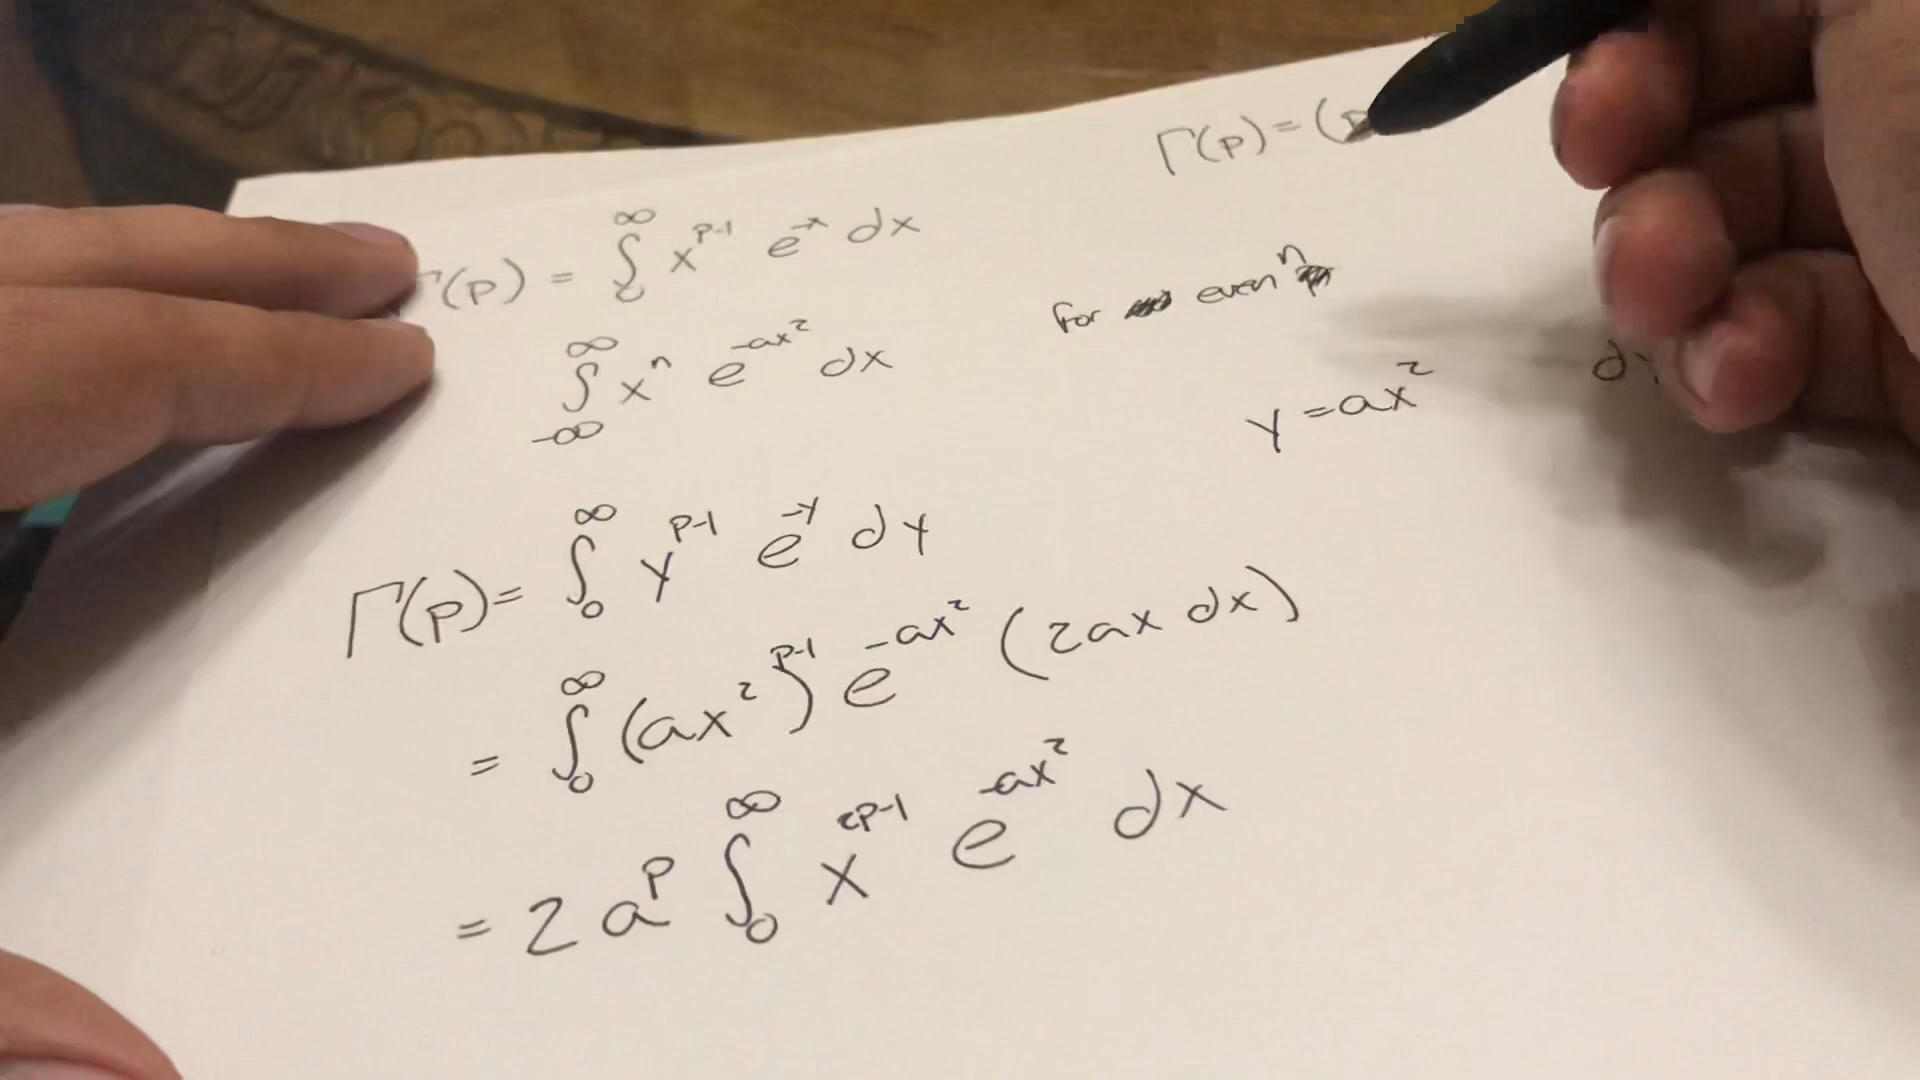 Γ(p) = (p
Γ(p) = ∫₀^∞ x^{p-1} e^{-x} dx
∫_{-∞}^{∞} x^n e^{-ax²} dx
for even n
y = ax²
Γ(p) = ∫₀^∞ y^{p-1} e^{-y} dy
= ∫₀^∞ (ax²)^{p-1} e^{-ax²} (2ax dx)
= 2a^p ∫₀^∞ x^{2p-1} e^{-ax²} dx